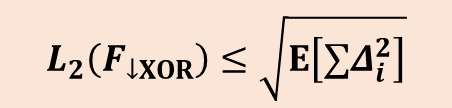 L₂(F↓XOR) ≤ √E[∑Δᵢ²]